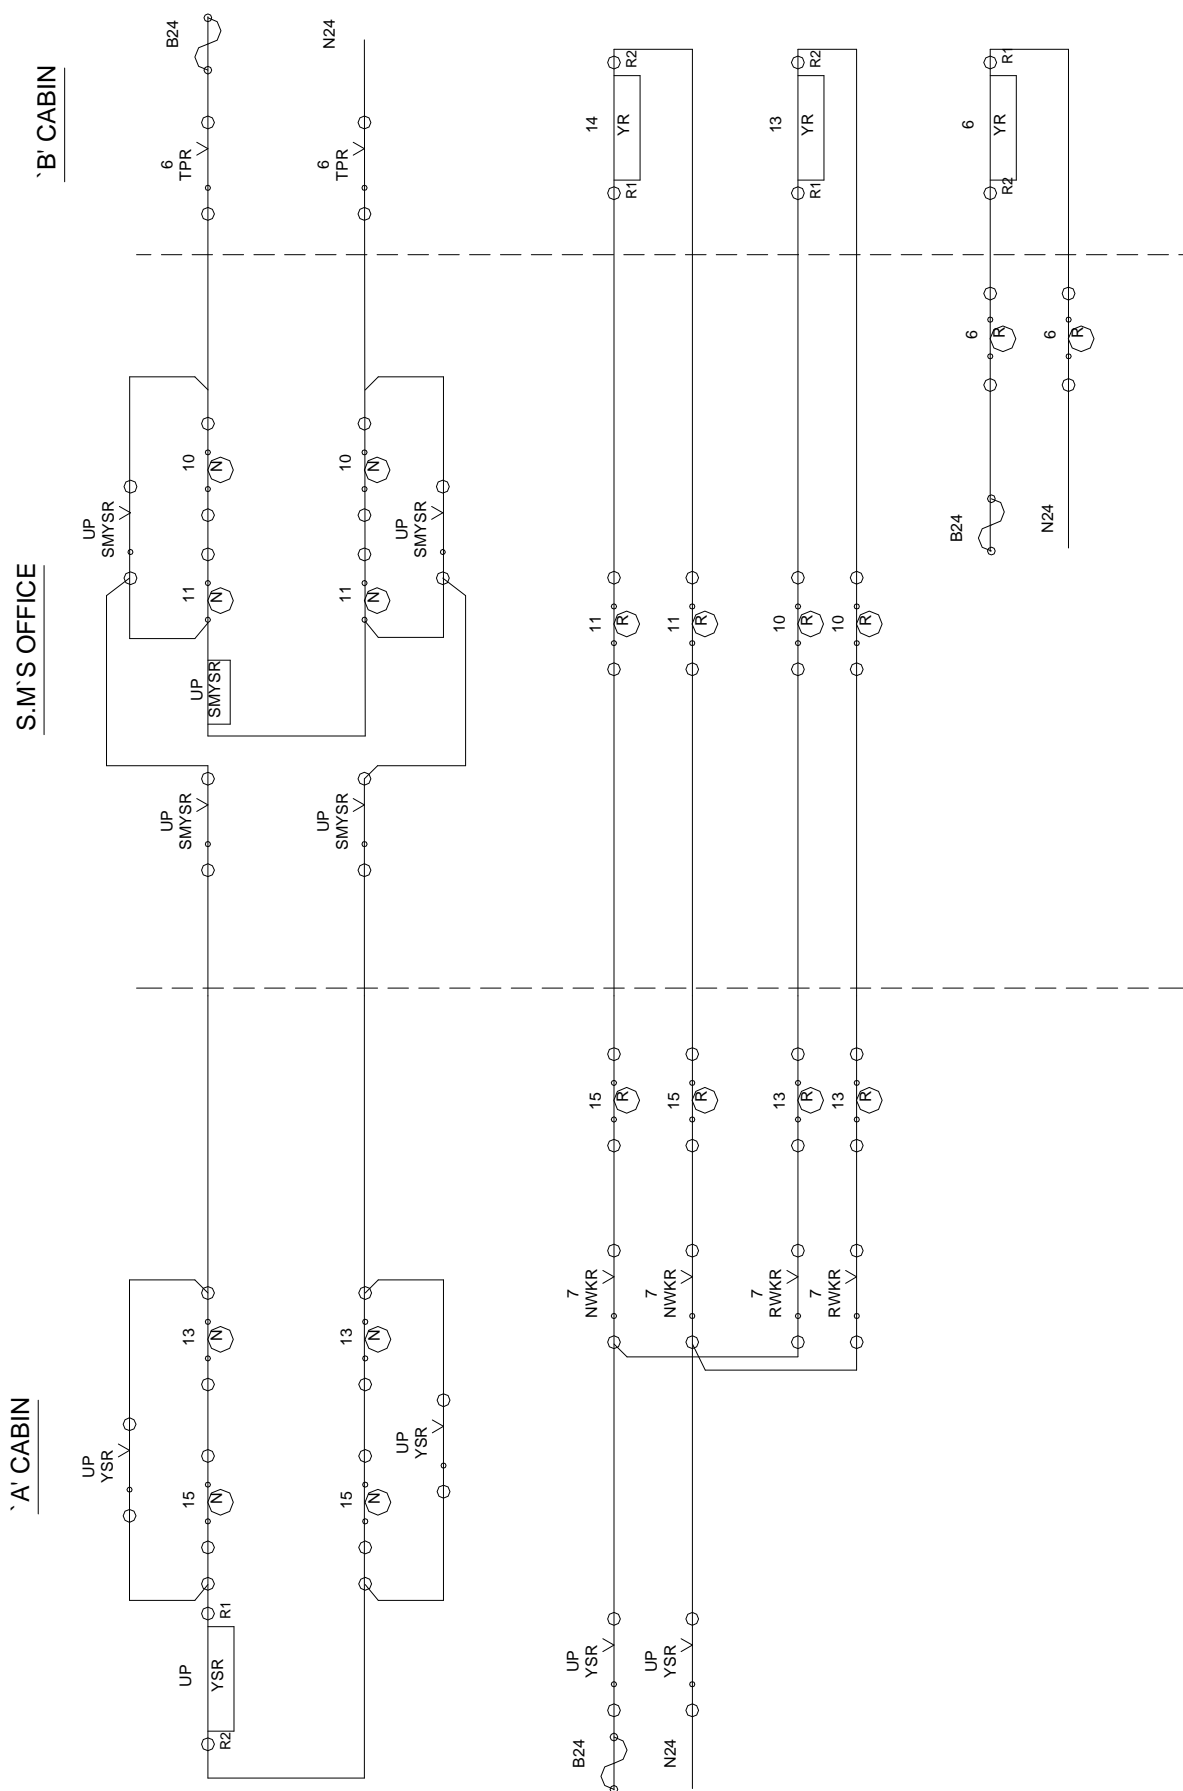 `A' CABIN
S.M`S OFFICE
`B' CABIN
UP
YSR
UP
SMYSR
UP
YSR
R2
R1
15
N
13
N
UP
SMYSR
UP
SMYSR
11
N
10
N
6
TPR
B24
15
N
13
N
UP
SMYSR
11
N
10
N
6
TPR
N24
UP
YSR
UP
SMYSR
B24
UP
YSR
7
NWKR
15
R
11
R
R1
14
YR
R2
N24
UP
YSR
7
NWKR
15
R
11
R
7
RWKR
13
R
10
R
R1
13
YR
R2
7
RWKR
13
R
10
R
B24
6
R
R2
6
YR
R1
N24
6
R